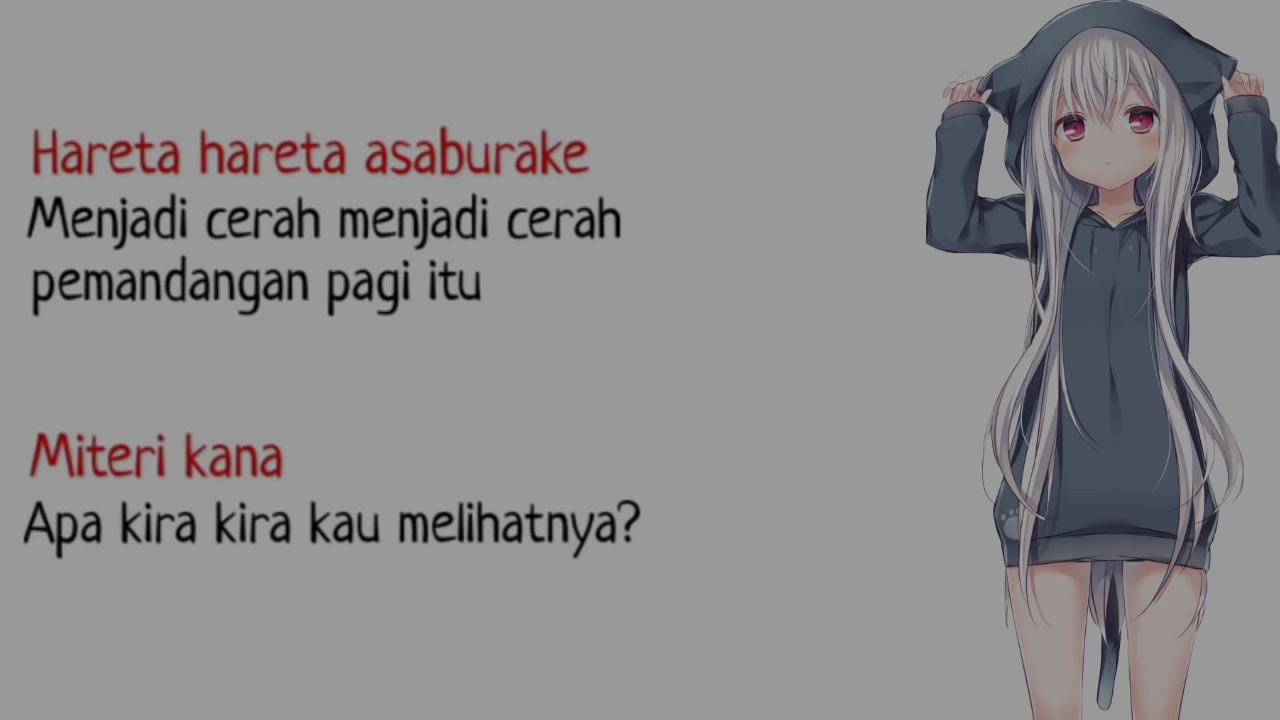 Hareta hareta asaburake
Menjadi cerah menjadi cerah
pemandangan pagi itu
Miteri kana
Apa kira kira kau melihatnya?